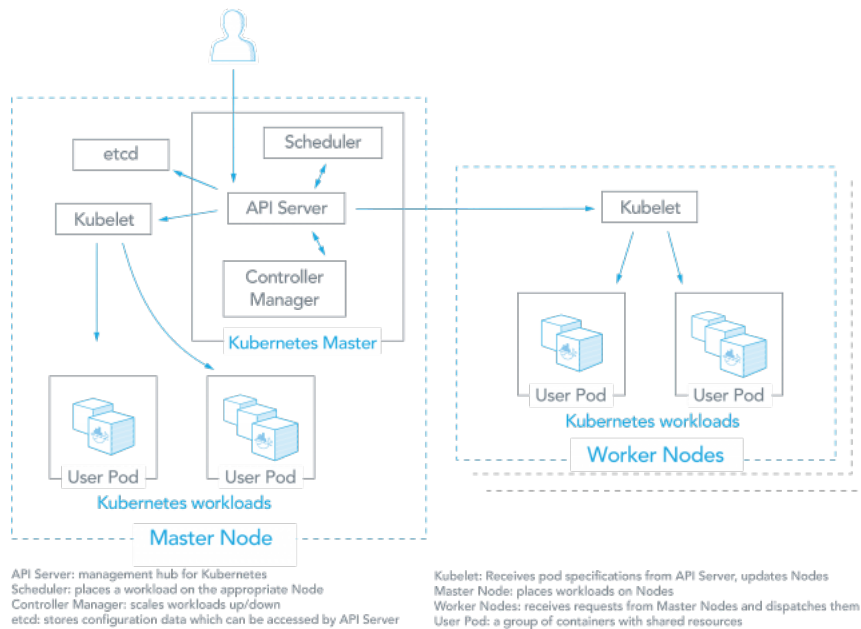 etcd
Scheduler
Kubelet
API Server
Kubelet
Controller
Manager
Kubernetes Master
User Pod
User Pod
Kubernetes workloads
Worker Nodes
User Pod
User Pod
Kubernetes workloads
Master Node
API Server: management hub for Kubernetes
Scheduler: places a workload on the appropriate Node
Controller Manager: scales workloads up/down
etcd: stores configuration data which can be accessed by API Server
Kubelet: Receives pod specifications from API Server, updates Nodes
Master Node: places workloads on Nodes
Worker Nodes: receives requests from Master Nodes and dispatches them
User Pod: a group of containers with shared resources